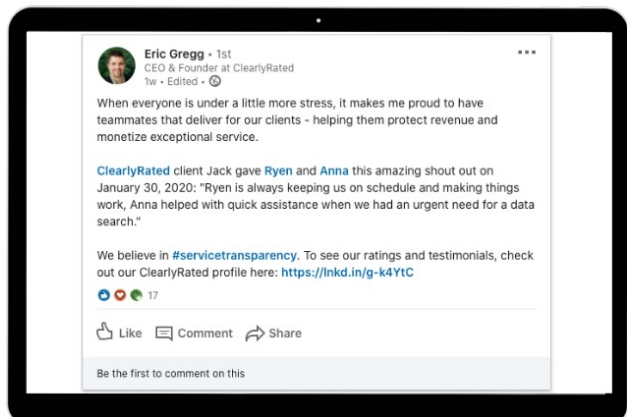 Eric Gregg • 1st
CEO & Founder at ClearlyRated
1w • Edited •
When everyone is under a little more stress, it makes me proud to have
teammates that deliver for our clients - helping them protect revenue and
monetize exceptional service.
ClearlyRated client Jack gave Ryen and Anna this amazing shout out on
January 30, 2020: "Ryen is always keeping us on schedule and making things
work, Anna helped with quick assistance when we had an urgent need for a data
search."
We believe in #servicetransparency. To see our ratings and testimonials, check
out our ClearlyRated profile here: https://lnkd.in/g-k4YtC
17
Like Comment Share
Be the first to comment on this